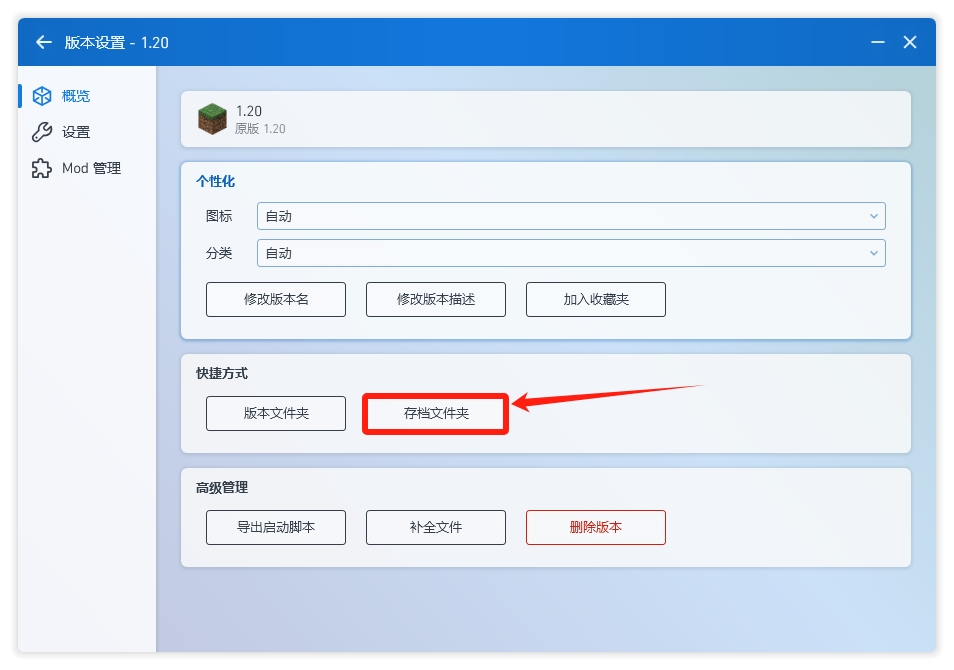 版本设置 - 1.20
概览
设置
Mod 管理
1.20
原版 1.20
个性化
图标 自动
分类 自动
修改版本名 修改版本描述 加入收藏夹
快捷方式
版本文件夹 存档文件夹
高级管理
导出启动脚本 补全文件 删除版本